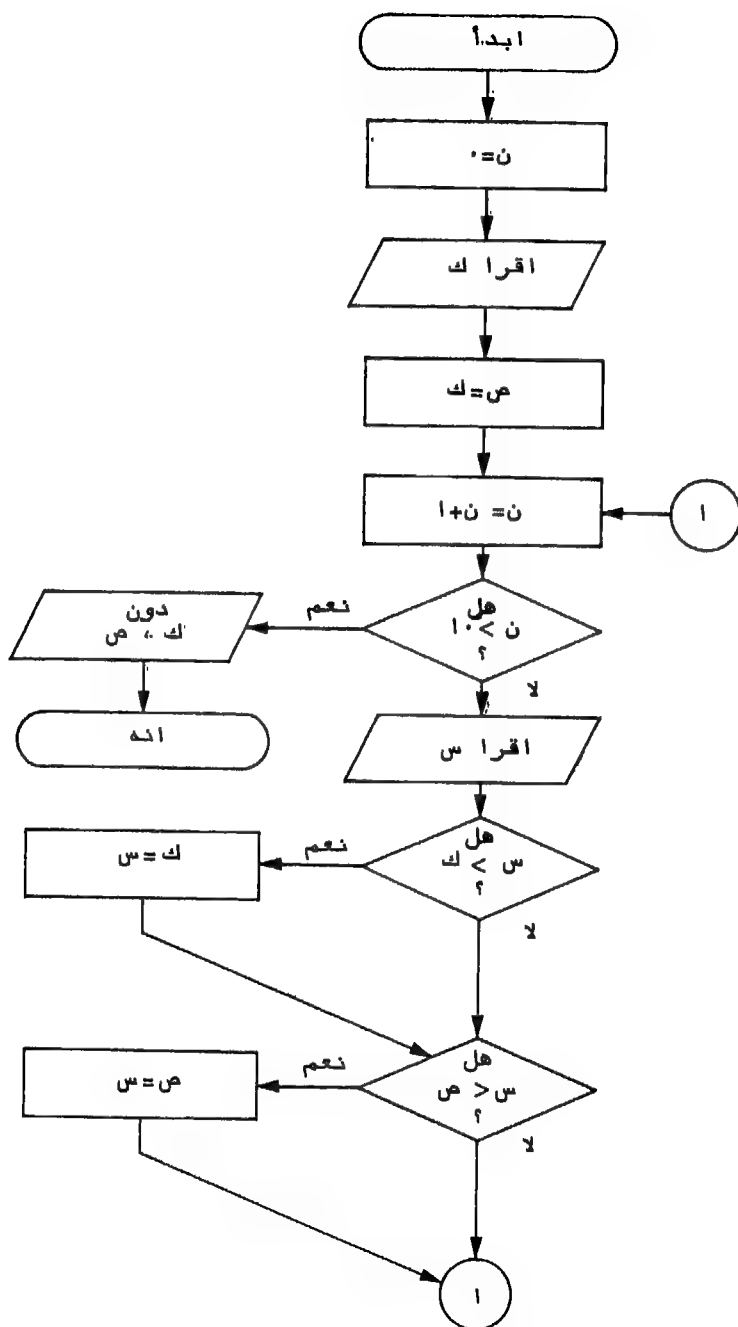 ابدأ
ن=٠
اقرا ك
ص=ك
ن= ن+١
١
هل
ن > ١٠
؟
نعم
دون
ك ، ص
لا
انه
اقرا س
هل
س > ك
؟
نعم
ك=س
لا
هل
س < ص
؟
نعم
ص=س
لا
١